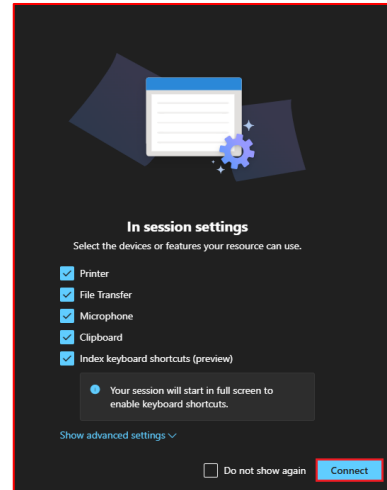 In session settings
Select the devices or features your resource can use.
Printer
File Transfer
Microphone
Clipboard
Index keyboard shortcuts (preview)
Your session will start in full screen to
enable keyboard shortcuts.
Show advanced settings
Do not show again
Connect